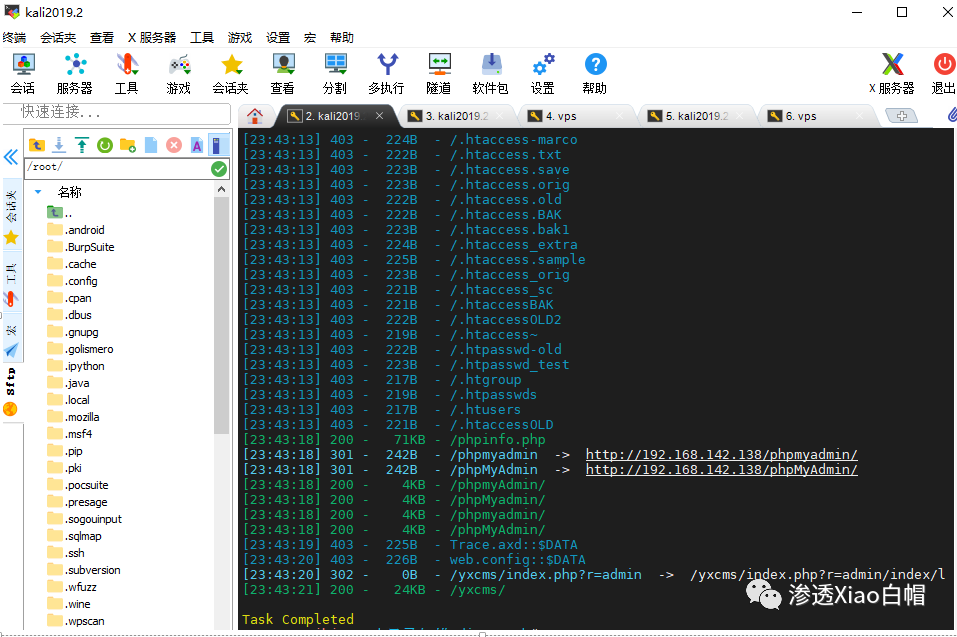 kali2019.2
终端 会话夹 查看 X 服务器 工具 游戏 设置 宏 帮助
会话 服务器 工具 游戏 会话夹 查看 分割 多执行 隧道 软件包 设置 帮助 X 服务器 退出
快速连接...
2. kali2019. 3. kali2019.2 4. vps 5. kali2019.2 6. vps
/root/
会话夹
工具
宏
Sftp
名称
..
.android
.BurpSuite
.cache
.config
.cpan
.dbus
.gnupg
.golismero
.ipython
.java
.local
.mozilla
.msf4
.pip
.pki
.pocsuite
.presage
.sogouinput
.sqlmap
.ssh
.subversion
.wfuzz
.wine
.wpscan
[23:43:13] 403 - 224B - /.htaccess-marco
[23:43:13] 403 - 222B - /.htaccess.txt
[23:43:13] 403 - 223B - /.htaccess.save
[23:43:13] 403 - 223B - /.htaccess.orig
[23:43:13] 403 - 222B - /.htaccess.old
[23:43:13] 403 - 222B - /.htaccess.BAK
[23:43:13] 403 - 223B - /.htaccess.bak1
[23:43:13] 403 - 224B - /.htaccess_extra
[23:43:13] 403 - 225B - /.htaccess.sample
[23:43:13] 403 - 223B - /.htaccess_orig
[23:43:13] 403 - 221B - /.htaccess_sc
[23:43:13] 403 - 221B - /.htaccessBAK
[23:43:13] 403 - 222B - /.htaccessOLD2
[23:43:13] 403 - 219B - /.htaccess~
[23:43:13] 403 - 222B - /.htpasswd-old
[23:43:13] 403 - 223B - /.htpasswd_test
[23:43:13] 403 - 217B - /.htgroup
[23:43:13] 403 - 219B - /.htpasswds
[23:43:13] 403 - 217B - /.htusers
[23:43:13] 403 - 221B - /.htaccessOLD
[23:43:18] 200 - 71KB - /phpinfo.php
[23:43:18] 301 - 242B - /phpmyadmin -> http://192.168.142.138/phpmyadmin/
[23:43:18] 301 - 242B - /phpMyAdmin -> http://192.168.142.138/phpMyAdmin/
[23:43:18] 200 - 4KB - /phpmyAdmin/
[23:43:18] 200 - 4KB - /phpMyAdmin/
[23:43:18] 200 - 4KB - /phpmyadmin/
[23:43:18] 200 - 4KB - /phpMyAdmin/
[23:43:19] 403 - 225B - Trace.axd::$DATA
[23:43:20] 403 - 226B - web.config::$DATA
[23:43:20] 302 - 0B - /yxcms/index.php?r=admin -> /yxcms/index.php?r=admin/index/l
[23:43:21] 200 - 24KB - /yxcms/
Task Completed
渗透Xiao白帽